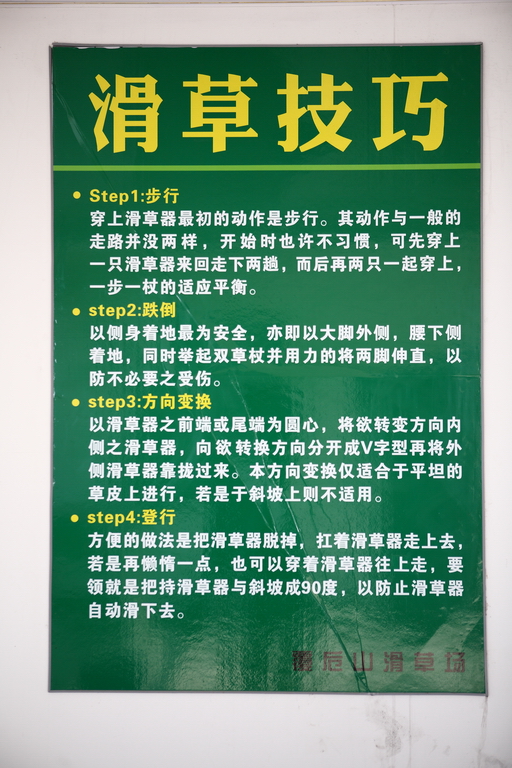 滑草技巧
Step1:步行
穿上滑草器最初的动作是步行。其动作与一般的
走路并没两样，开始时也许不习惯，可先穿上
一只滑草器来回走下两趟，而后再两只一起穿上，
一步一杖的适应平衡。
step2:跌倒
以侧身着地最为安全，亦即以大脚外侧，腰下侧
着地，同时举起双草杖并用力的将两脚伸直，以
防不必要之受伤。
step3:方向变换
以滑草器之前端或尾端为圆心，将欲转变方向内
侧之滑草器，向欲转换方向分开成V字型再将外
侧滑草器靠拢过来。本方向变换仅适合于平坦的
草皮上进行，若是于斜坡上则不适用。
step4:登行
方便的做法是把滑草器脱掉，扛着滑草器走上去，
若是再懒惰一点，也可以穿着滑草器往上走，要
领就是把持滑草器与斜坡成90度，以防止滑草器
自动滑下去。
山滑草场